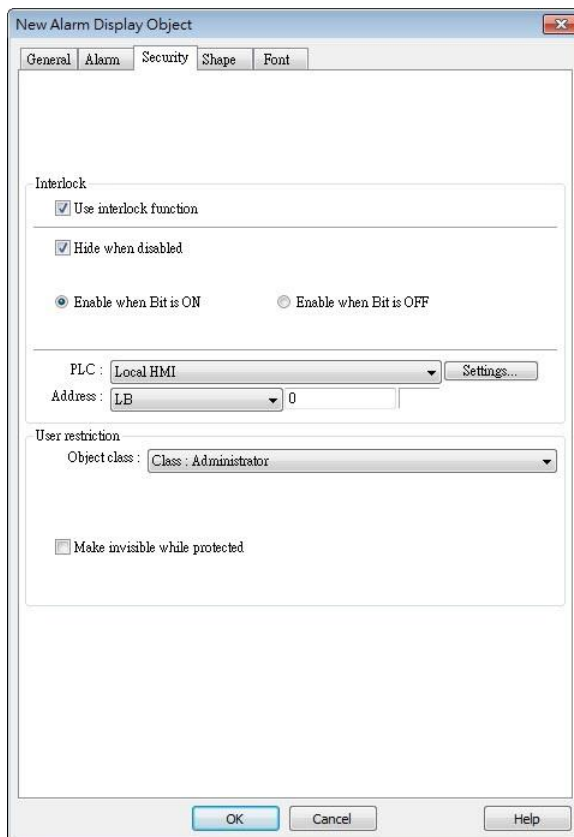 New Alarm Display Object
General Alarm Security Shape Font
Interlock
Use interlock function
Hide when disabled
Enable when Bit is ON Enable when Bit is OFF
PLC : Local HMI Settings...
Address : LB 0
User restriction
Object class : Class : Administrator
Make invisible while protected
OK Cancel Help